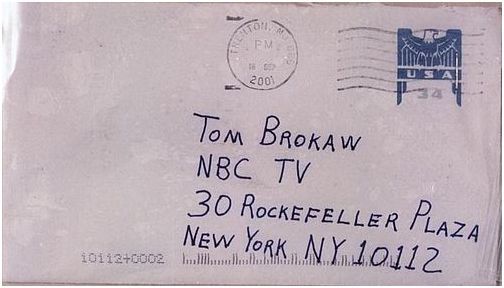 TRENTON, NJ 086
PM
18 SEP
2001
USA
34
TOM BROKAW
NBC TV
30 ROCKEFELLER PLAZA
NEW YORK NY 10112
10112+0002